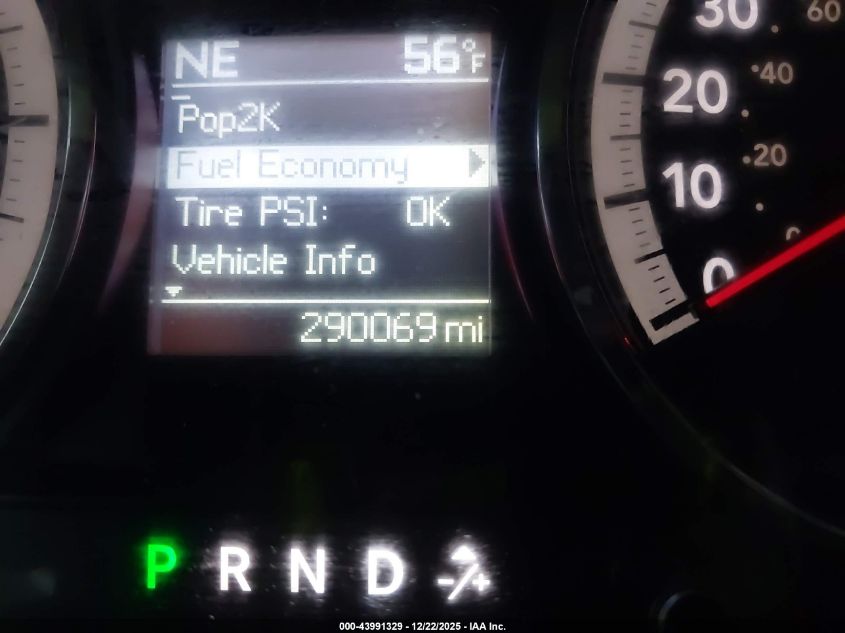 NE 56°F
Pop2K
Fuel Economy
Tire PSI: OK
Vehicle Info
290069 mi
30 60
20 40
10 20
0 0
P R N D -/+
000-43991329 - 12/22/2025 - IAA Inc.